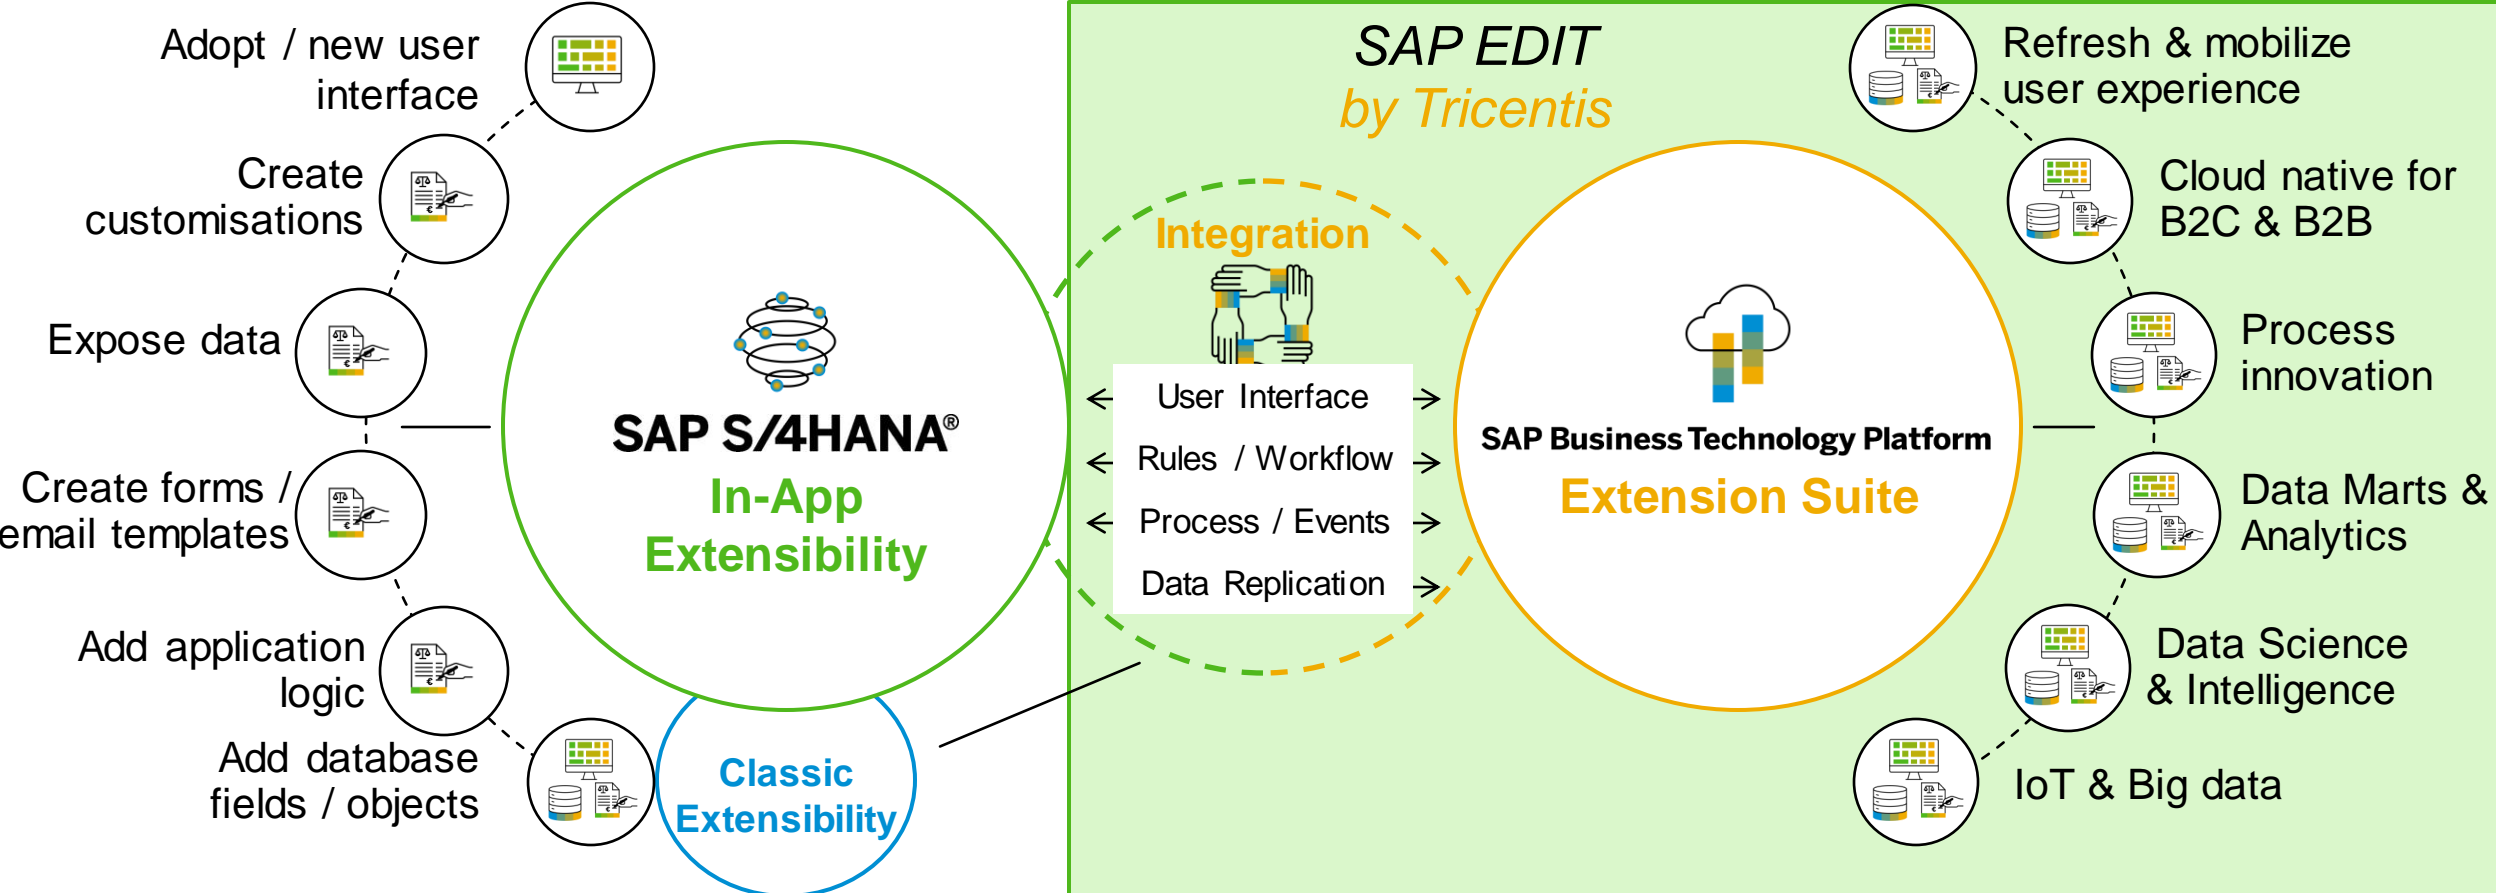 Adopt / new user
interface
Create
customisations
Expose data
Create forms /
email templates
Add application
logic
Add database
fields / objects
SAP S/4HANA®
In-App
Extensibility
Classic
Extensibility
SAP EDIT
by Tricentis
Integration
User Interface
Rules / Workflow
Process / Events
Data Replication
SAP Business Technology Platform
Extension Suite
Refresh & mobilize
user experience
Cloud native for
B2C & B2B
Process
innovation
Data Marts &
Analytics
Data Science
& Intelligence
IoT & Big data